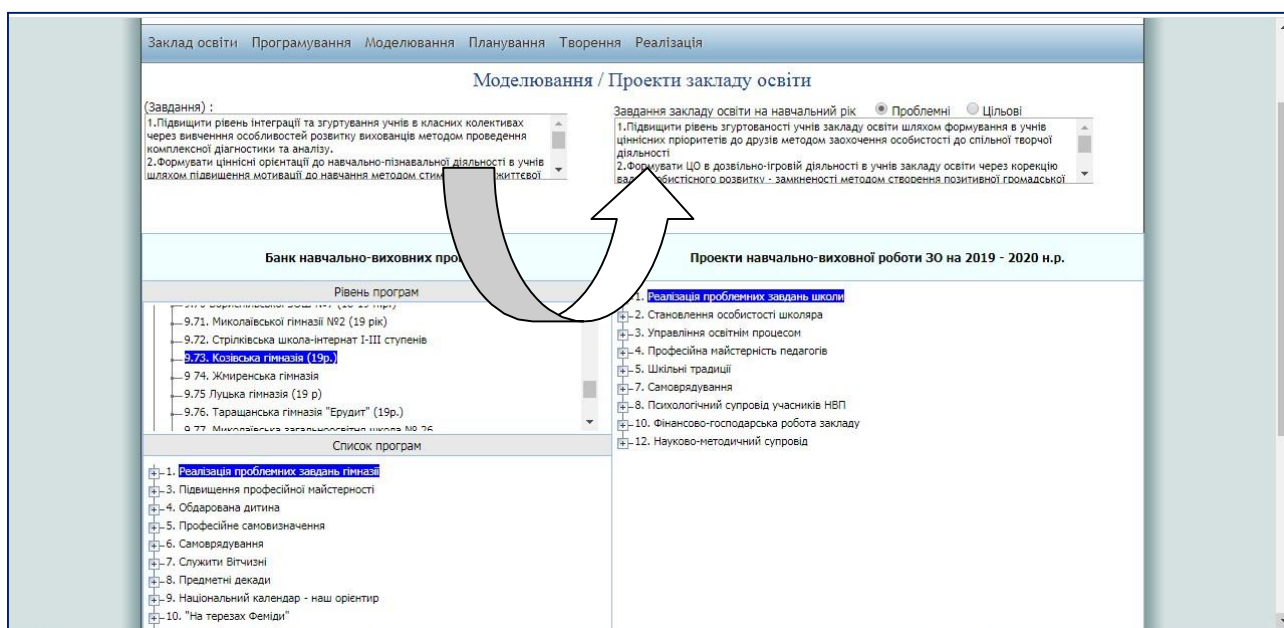 Заклад освіти Програмування Моделювання Планування Творення Реалізація
Моделювання / Проекти закладу освіти
(Завдання) :
1.Підвищити рівень інтеграції та згуртування учнів в класних колективах
через вивченння особливостей розвитку вихованців методом проведення
комплексної діагностики та аналізу.
2.Формувати ціннісні орієнтації до навчально-пізнавальної діяльності в учнів
шляхом підвищення мотивації до навчання методом життєвої
Завдання закладу освіти на навчальний рік Проблемні Цільові
1.Підвищити рівень згуртованості учнів закладу освіти шляхом формування в учнів
ціннісних пріоритетів до друзів методом заохочення особистості до спільної творчої
діяльності
2.Формувати ЦО в дозвільно-ігровій діяльності в учнів закладу освіти через корекцію
вад особистісного розвитку - замкненості методом створення позитивної громадської
Банк навчально-виховних
Проекти навчально-виховної роботи ЗО на 2019 - 2020 н.р.
Рівень програм
9.71. Миколаївської гімназії №2 (19 рік)
9.72. Стрілківська школа-інтернат І-ІІІ ступенів
9.73. Козівська гімназія (19р.)
9 74. Жмиренська гімназія
9.75 Луцька гімназія (19 р)
9.76. Таращанська гімназія "Ерудит" (19р.)
9.77. Миколаївська загальноосвітня школа № 26
Список програм
1. Реалізація проблемних завдань гімназії
3. Підвищення професійної майстерності
4. Обдарована дитина
5. Професійне самовизначення
6. Самоврядування
7. Служити Вітчизні
8. Предметні декади
9. Національний календар - наш орієнтир
10. "На терезах Феміди"
1. Реалізація проблемних завдань школи
2. Становлення особистості школяра
3. Управління освітнім процесом
4. Професійна майстерність педагогів
5. Шкільні традиції
7. Самоврядування
8. Психологічний супровід учасників НВП
10. Фінансово-господарська робота закладу
12. Науково-методичний супровід